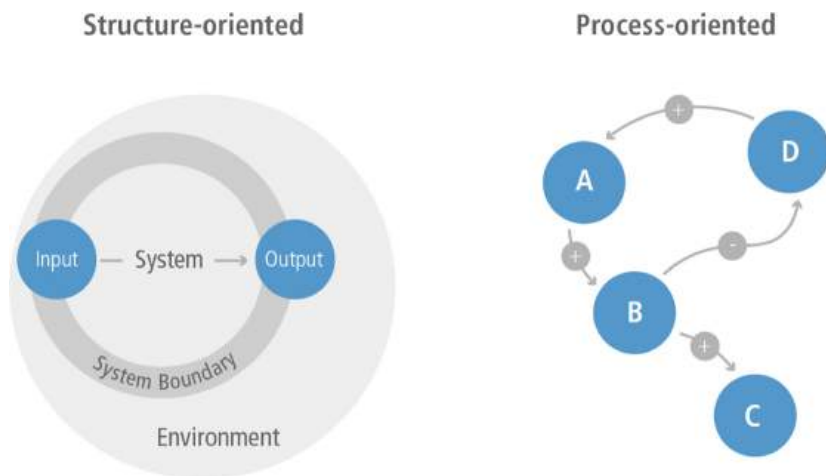 Structure-oriented
Process-oriented
Input
System
Output
System Boundary
Environment
+
D
A
+
-
B
+
C